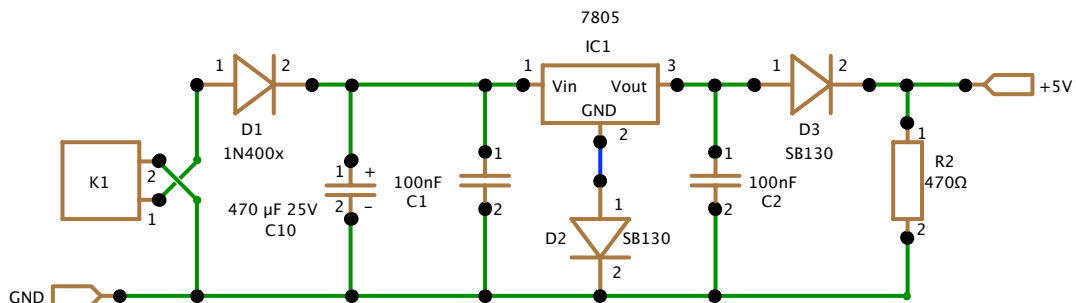 7805
IC1
1 2
1 3
1 2
Vin Vout
GND
+5V
D1
1N400x
2
D3
SB130
1
R2
470Ω
K1
2
1
1 +
470 µF 25V
2 −
C10
1
100nF
C1
2
1
D2 SB130
2
1
100nF
C2
2
2
GND